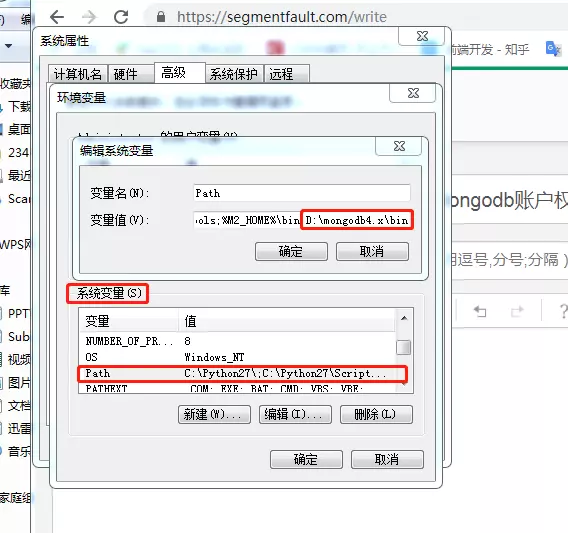 https://segmentfault.com/write
系统属性
前端开发 - 知乎
收藏夹
计算机名
硬件
高级
系统保护
远程
下载
环境变量
桌面
234
编辑系统变量
最近
变量名(N):
Path
Scan
变量值(V):
ools;%M2_HOME%\bin;D:\mongodb4.x\bin
ongodb账户权
WPS网
确定
取消
用逗号,分号;分隔)
库
系统变量(S)
PPT
变量
值
Sub
NUMBER_OF_PR...
8
视频
OS
Windows_NT
图片
Path
C:\Python27\;C:\Python27\Script...
PATHEXT
.COM;.EXE;.BAT;.CMD;.VBS;.VBE;
文档
迅雷
新建(W)...
编辑(I)...
删除(L)
音乐
确定
取消
家庭组